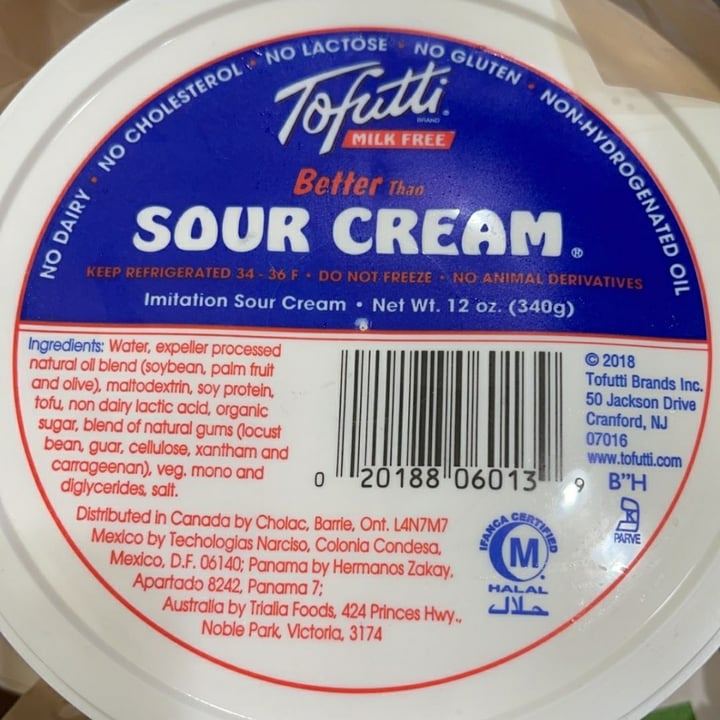 NO DAIRY • NO CHOLESTEROL • NO LACTOSE • NO GLUTEN • NON-HYDROGENATED OIL
Tofutti®
BRAND
MILK FREE
Better Than
SOUR CREAM®
KEEP REFRIGERATED 34 - 36 F • DO NOT FREEZE • NO ANIMAL DERIVATIVES
Imitation Sour Cream • Net Wt. 12 oz. (340g)
Ingredients: Water, expeller processed
natural oil blend (soybean, palm fruit
and olive), maltodextrin, soy protein,
tofu, non dairy lactic acid, organic
sugar, blend of natural gums (locust
bean, guar, cellulose, xantham and
carrageenan), veg. mono and
diglycerides, salt.
0 20188 06013 9
© 2018
Tofutti Brands Inc.
50 Jackson Drive
Cranford, NJ
07016
www.tofutti.com
B"H
K
PARVE
Distributed in Canada by Cholac, Barrie, Ont. L4N7M7
Mexico by Techologias Narciso, Colonia Condesa,
Mexico, D.F. 06140; Panama by Hermanos Zakay,
Apartado 8242, Panama 7;
Australia by Trialia Foods, 424 Princes Hwy.,
Noble Park, Victoria, 3174
IFANCA CERTIFIED
M
HALAL
حلال